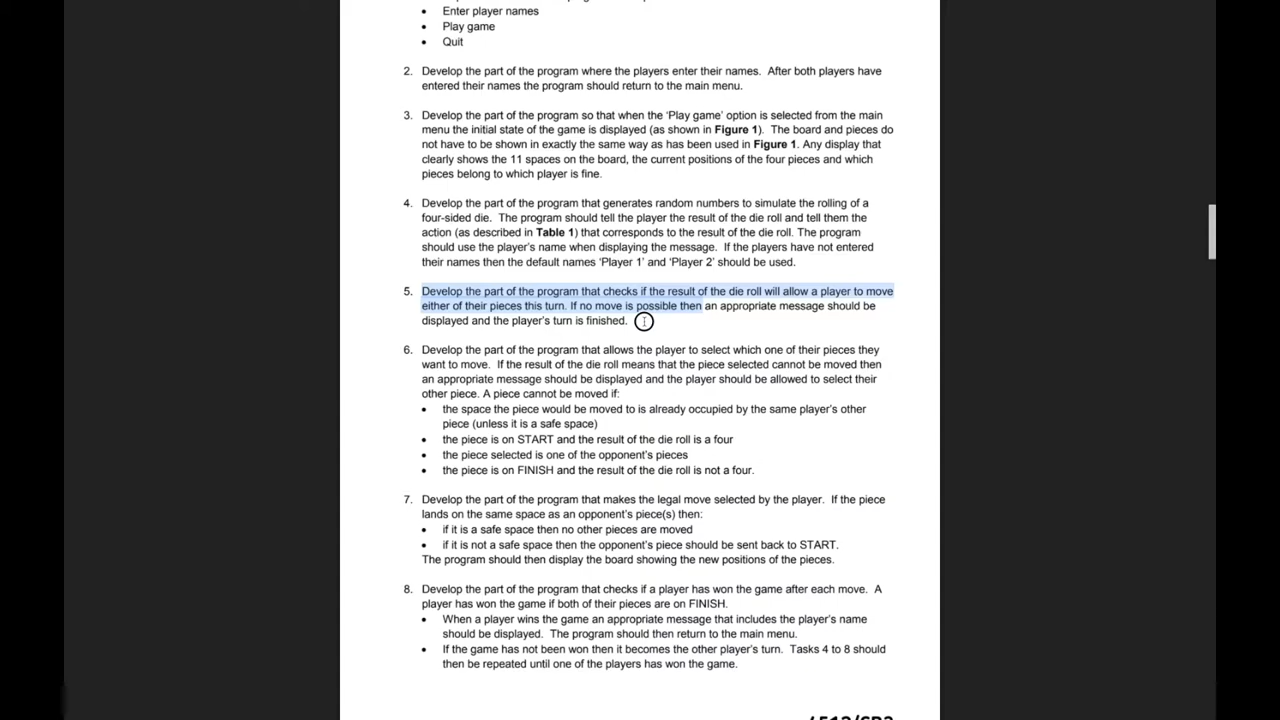 • Enter player names
• Play game
• Quit
2. Develop the part of the program where the players enter their names. After both players have
entered their names the program should return to the main menu.
3. Develop the part of the program so that when the ‘Play game’ option is selected from the main
menu the initial state of the game is displayed (as shown in Figure 1). The board and pieces do
not have to be shown in exactly the same way as has been used in Figure 1. Any display that
clearly shows the 11 spaces on the board, the current positions of the four pieces and which
pieces belong to which player is fine.
4. Develop the part of the program that generates random numbers to simulate the rolling of a
four-sided die. The program should tell the player the result of the die roll and tell them the
action (as described in Table 1) that corresponds to the result of the die roll. The program
should use the player’s name when displaying the message. If the players have not entered
their names then the default names ‘Player 1’ and ‘Player 2’ should be used.
5. Develop the part of the program that checks if the result of the die roll will allow a player to move
either of their pieces this turn. If no move is possible then an appropriate message should be
displayed and the player’s turn is finished.
6. Develop the part of the program that allows the player to select which one of their pieces they
want to move. If the result of the die roll means that the piece selected cannot be moved then
an appropriate message should be displayed and the player should be allowed to select their
other piece. A piece cannot be moved if:
• the space the piece would be moved to is already occupied by the same player’s other
piece (unless it is a safe space)
• the piece is on START and the result of the die roll is a four
• the piece selected is one of the opponent’s pieces
• the piece is on FINISH and the result of the die roll is not a four.
7. Develop the part of the program that makes the legal move selected by the player. If the piece
lands on the same space as an opponent’s piece(s) then:
• if it is a safe space then no other pieces are moved
• if it is not a safe space then the opponent’s piece should be sent back to START.
The program should then display the board showing the new positions of the pieces.
8. Develop the part of the program that checks if a player has won the game after each move. A
player has won the game if both of their pieces are on FINISH.
• When a player wins the game an appropriate message that includes the player’s name
should be displayed. The program should then return to the main menu.
• If the game has not been won then it becomes the other player’s turn. Tasks 4 to 8 should
then be repeated until one of the players has won the game.